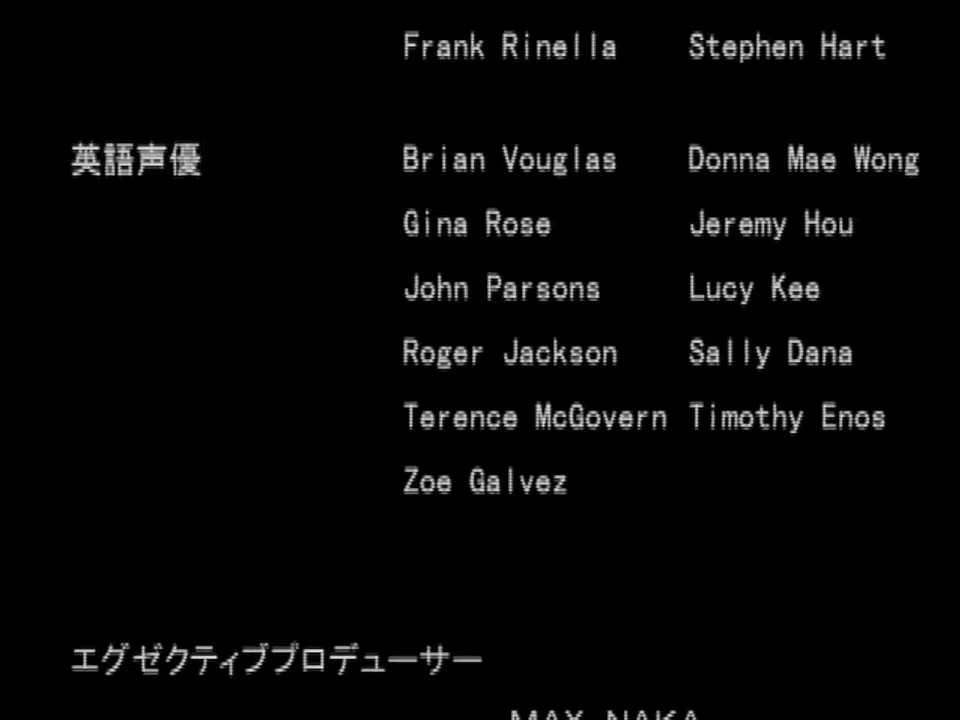 Frank Rinella Stephen Hart
英語声優 Brian Vouglas Donna Mae Wong
Gina Rose Jeremy Hou
John Parsons Lucy Kee
Roger Jackson Sally Dana
Terence McGovern Timothy Enos
Zoe Galvez
エグゼクティブプロデューサー
MAX NAKA